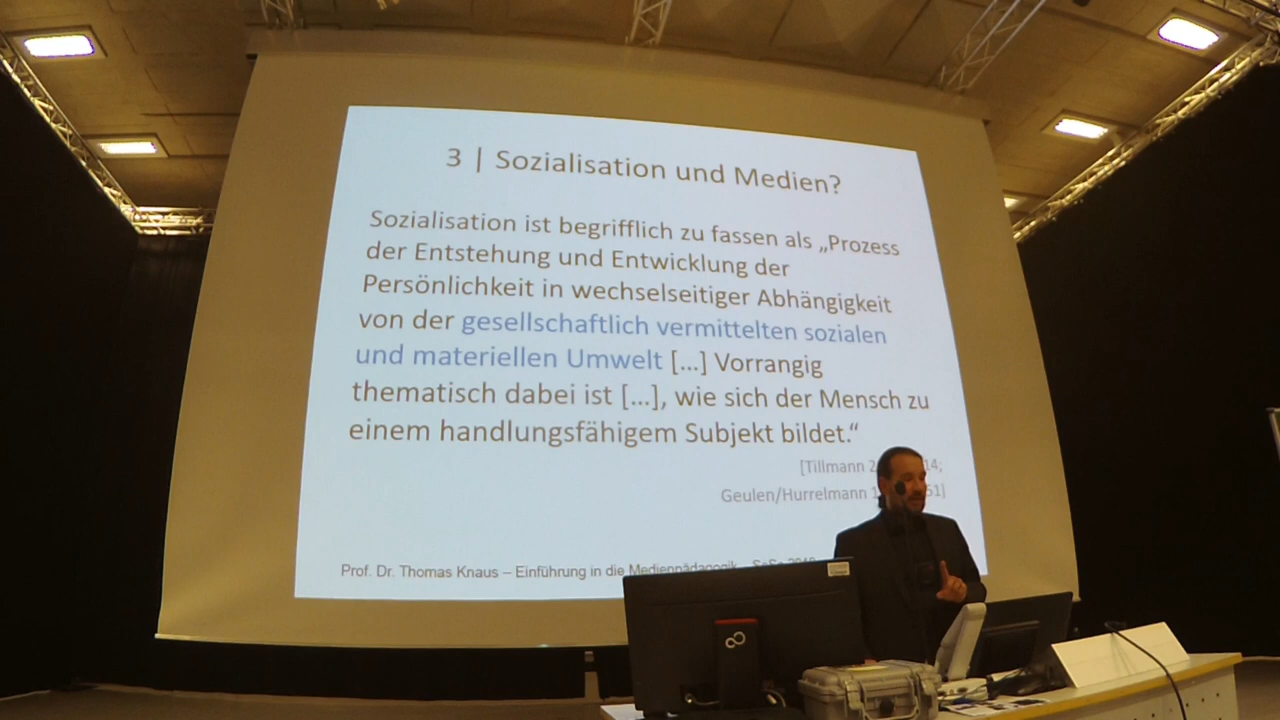 3 | Sozialisation und Medien?
Sozialisation ist begrifflich zu fassen als „Prozess
der Entstehung und Entwicklung der
Persönlichkeit in wechselseitiger Abhängigkeit
von der gesellschaftlich vermittelten sozialen
und materiellen Umwelt [...] Vorrangig
thematisch dabei ist [...], wie sich der Mensch zu
einem handlungsfähigem Subjekt bildet.“
[Tillmann
Geulen/Hurrelmann
Prof. Dr. Thomas Knaus – Einführung in die Medienpädagogik – SoSe